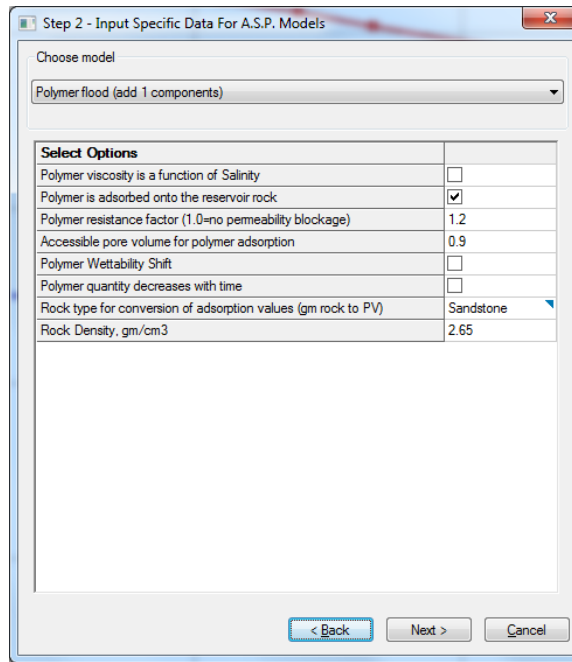 Step 2 - Input Specific Data For A.S.P. Models
Choose model
Polymer flood (add 1 components)
Select Options
Polymer viscosity is a function of Salinity
Polymer is adsorbed onto the reservoir rock
Polymer resistance factor (1.0=no permeability blockage) 1.2
Accessible pore volume for polymer adsorption 0.9
Polymer Wettability Shift
Polymer quantity decreases with time
Rock type for conversion of adsorption values (gm rock to PV) Sandstone
Rock Density, gm/cm3 2.65
< Back Next > Cancel